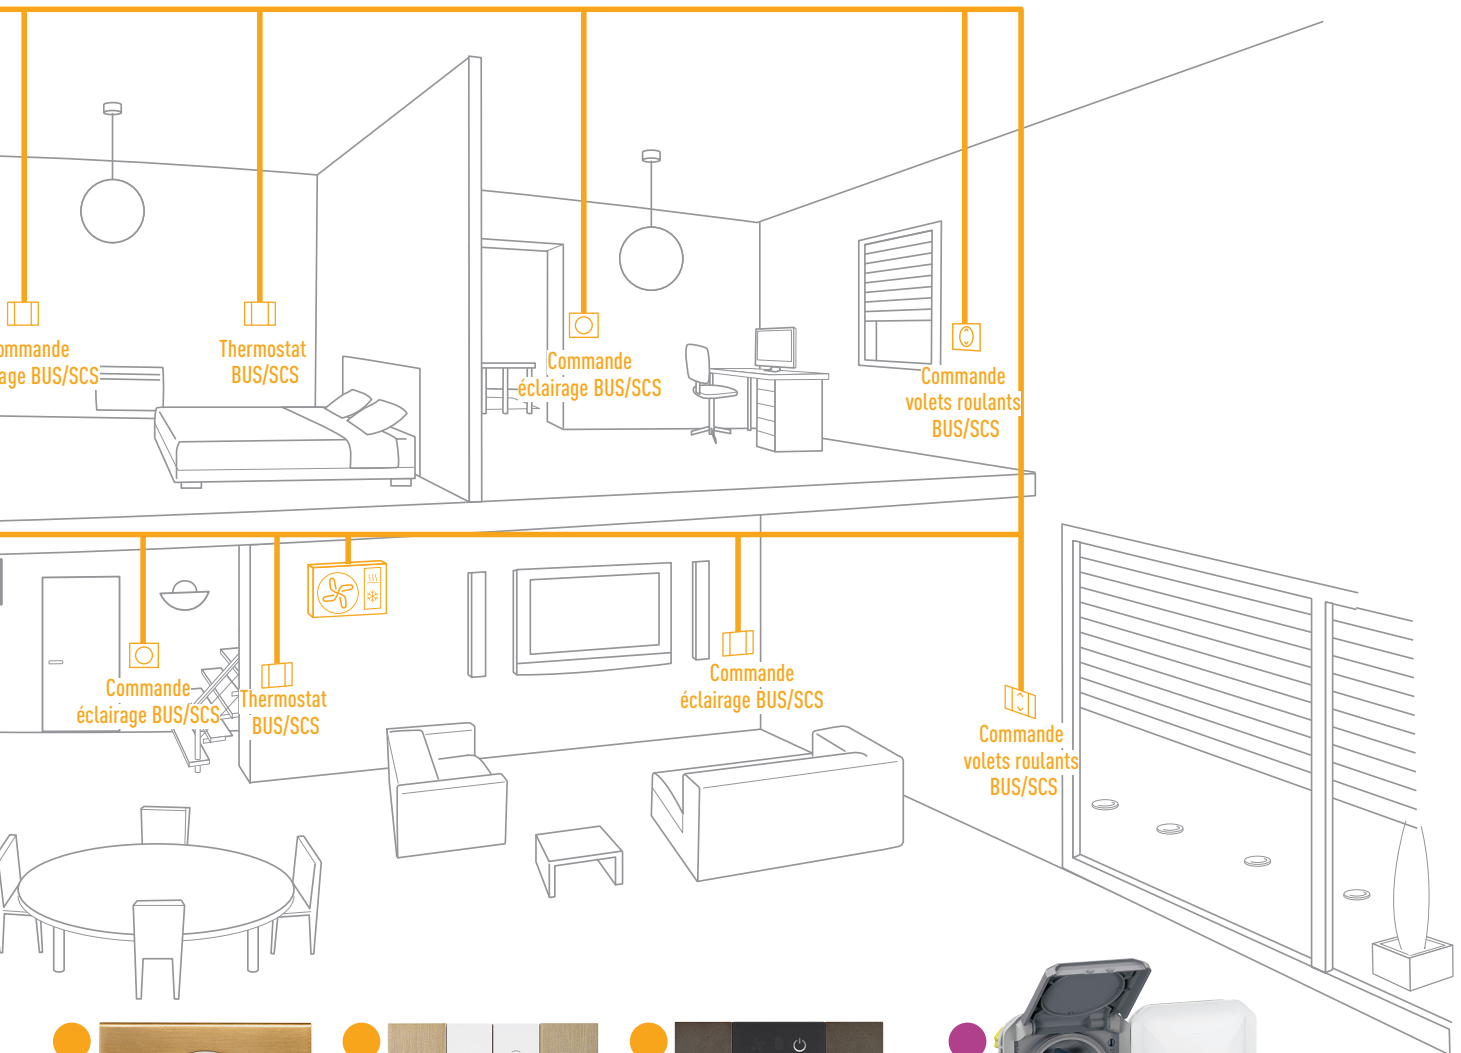 ommande
age BUS/SCS
Thermostat
BUS/SCS
Commande
éclairage BUS/SCS
Commande
volets roulants
BUS/SCS
Commande
éclairage BUS/SCS
Thermostat
BUS/SCS
Commande
éclairage BUS/SCS
Commande
volets roulants
BUS/SCS